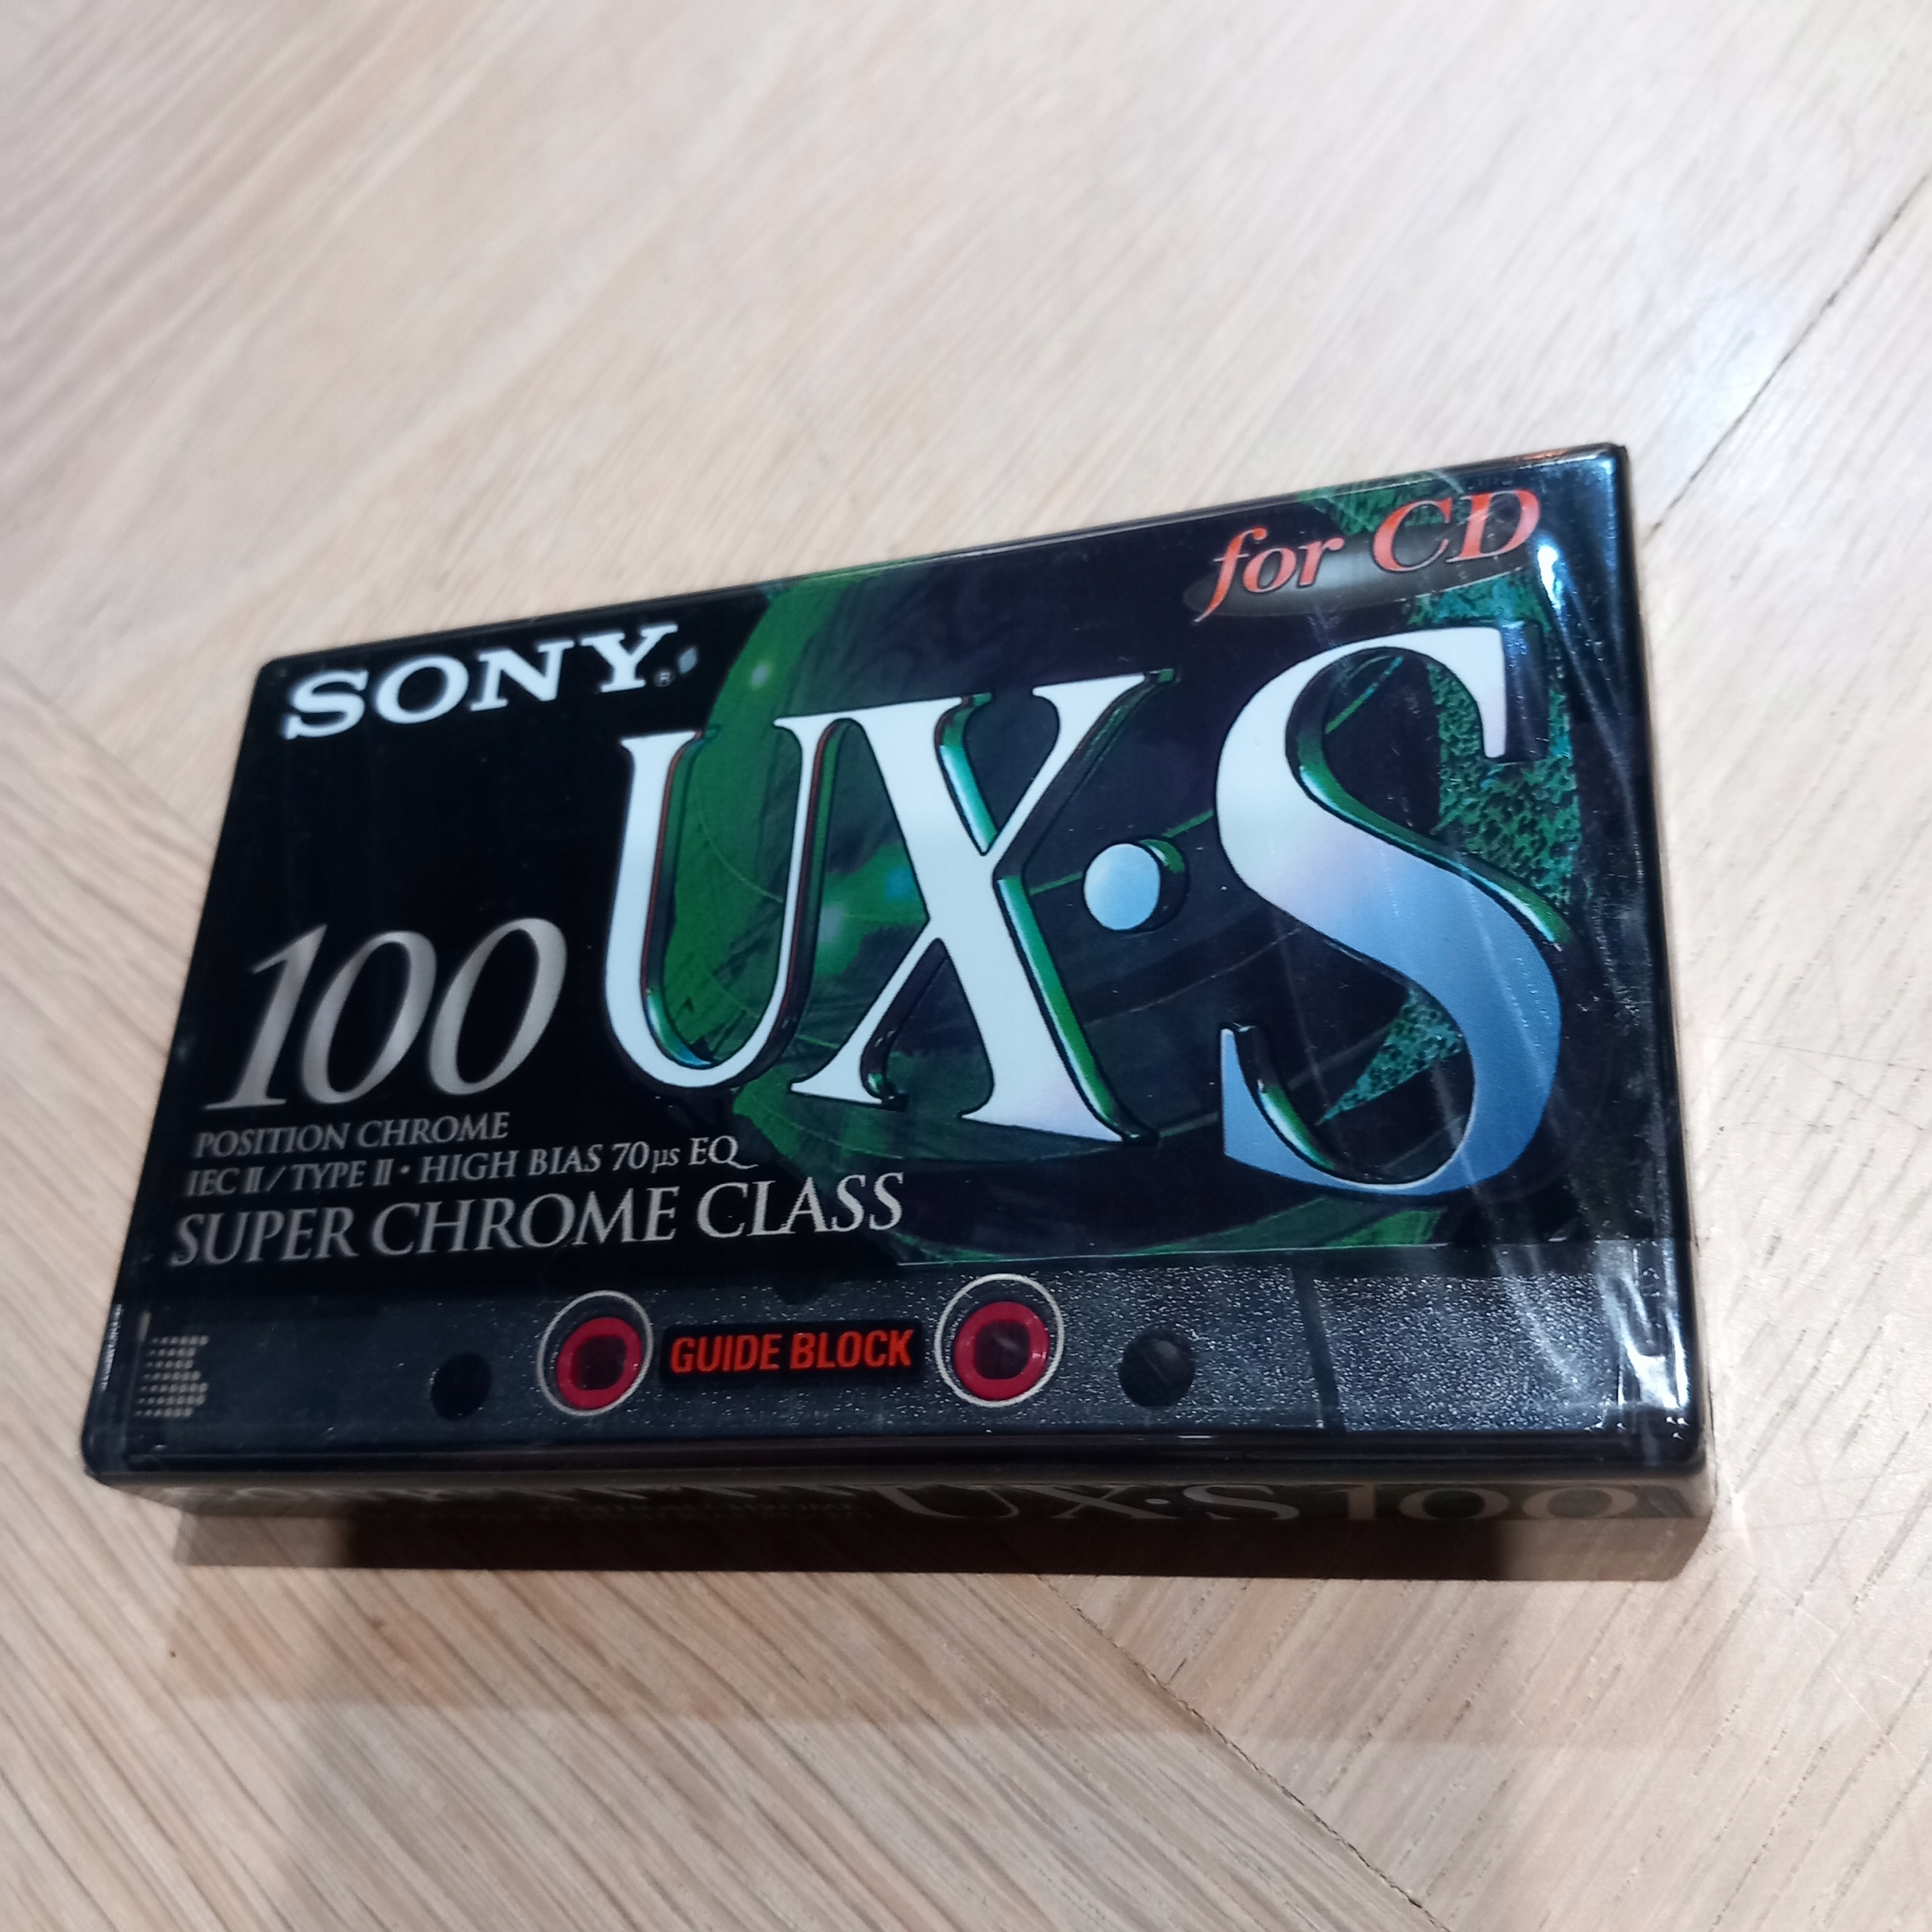 for CD
SONY®
UX·S
100
POSITION CHROME
IEC II / TYPE II • HIGH BIAS 70µs EQ
SUPER CHROME CLASS
GUIDE BLOCK
UX·S 100